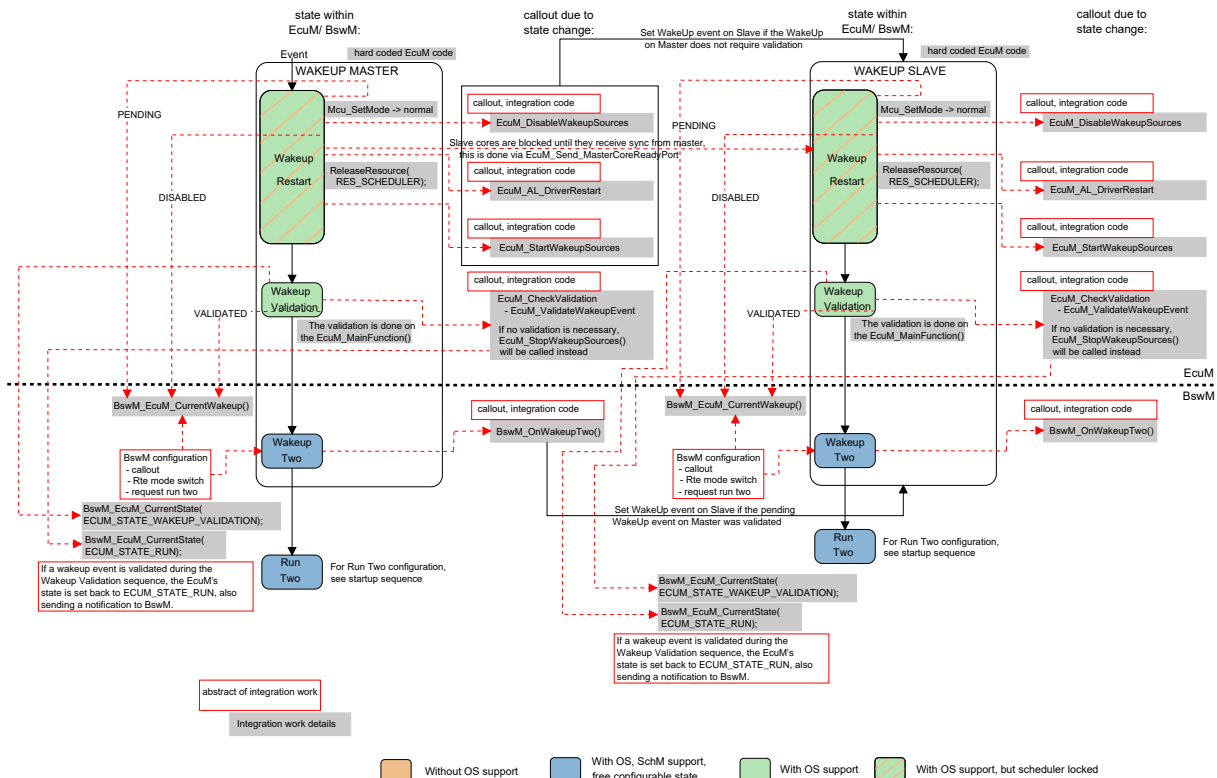 state within
EcuM/ BswM:
callout due to
state change:
state within
EcuM/ BswM:
callout due to
state change:
Set WakeUp event on Slave if the WakeUp
on Master does not require validation
Event
hard coded EcuM code
hard coded EcuM code
WAKEUP MASTER
WAKEUP SLAVE
PENDING
Mcu_SetMode -> normal
callout, integration code
EcuM_DisableWakeupSources
PENDING
Mcu_SetMode -> normal
callout, integration code
EcuM_DisableWakeupSources
Slave cores are blocked until they receive sync from master,
this is done via EcuM_Send_MasterCoreReadyPort
Wakeup
Restart
ReleaseResource(
RES_SCHEDULER);
callout, integration code
EcuM_AL_DriverRestart
Wakeup
Restart
ReleaseResource(
RES_SCHEDULER);
callout, integration code
EcuM_AL_DriverRestart
DISABLED
DISABLED
callout, integration code
EcuM_StartWakeupSources
callout, integration code
EcuM_StartWakeupSources
Wakeup
Validation
callout, integration code
EcuM_CheckValidation
- EcuM_ValidateWakeupEvent
If no validation is necessary,
EcuM_StopWakeupSources()
will be called instead
Wakeup
Validation
callout, integration code
EcuM_CheckValidation
- EcuM_ValidateWakeupEvent
If no validation is necessary,
EcuM_StopWakeupSources()
will be called instead
VALIDATED
The validation is done on
the EcuM_MainFunction()
VALIDATED
The validation is done on
the EcuM_MainFunction()
EcuM
BswM
BswM_EcuM_CurrentWakeup()
callout, integration code
BswM_OnWakeupTwo()
BswM_EcuM_CurrentWakeup()
callout, integration code
BswM_OnWakeupTwo()
Wakeup
Two
Wakeup
Two
BswM configuration
- callout
- Rte mode switch
- request run two
BswM configuration
- callout
- Rte mode switch
- request run two
BswM_EcuM_CurrentState(
ECUM_STATE_WAKEUP_VALIDATION);
Set WakeUp event on Slave if the pending
WakeUp event on Master was validated
BswM_EcuM_CurrentState(
ECUM_STATE_RUN);
Run
Two
For Run Two configuration,
see startup sequence
Run
Two
For Run Two configuration,
see startup sequence
If a wakeup event is validated during the
Wakeup Validation sequence, the EcuM's
state is set back to ECUM_STATE_RUN, also
sending a notification to BswM.
BswM_EcuM_CurrentState(
ECUM_STATE_WAKEUP_VALIDATION);
BswM_EcuM_CurrentState(
ECUM_STATE_RUN);
If a wakeup event is validated during the
Wakeup Validation sequence, the EcuM's
state is set back to ECUM_STATE_RUN, also
sending a notification to BswM.
abstract of integration work
Integration work details
Without OS support
With OS, SchM support,
free configurable state
With OS support
With OS support, but scheduler locked